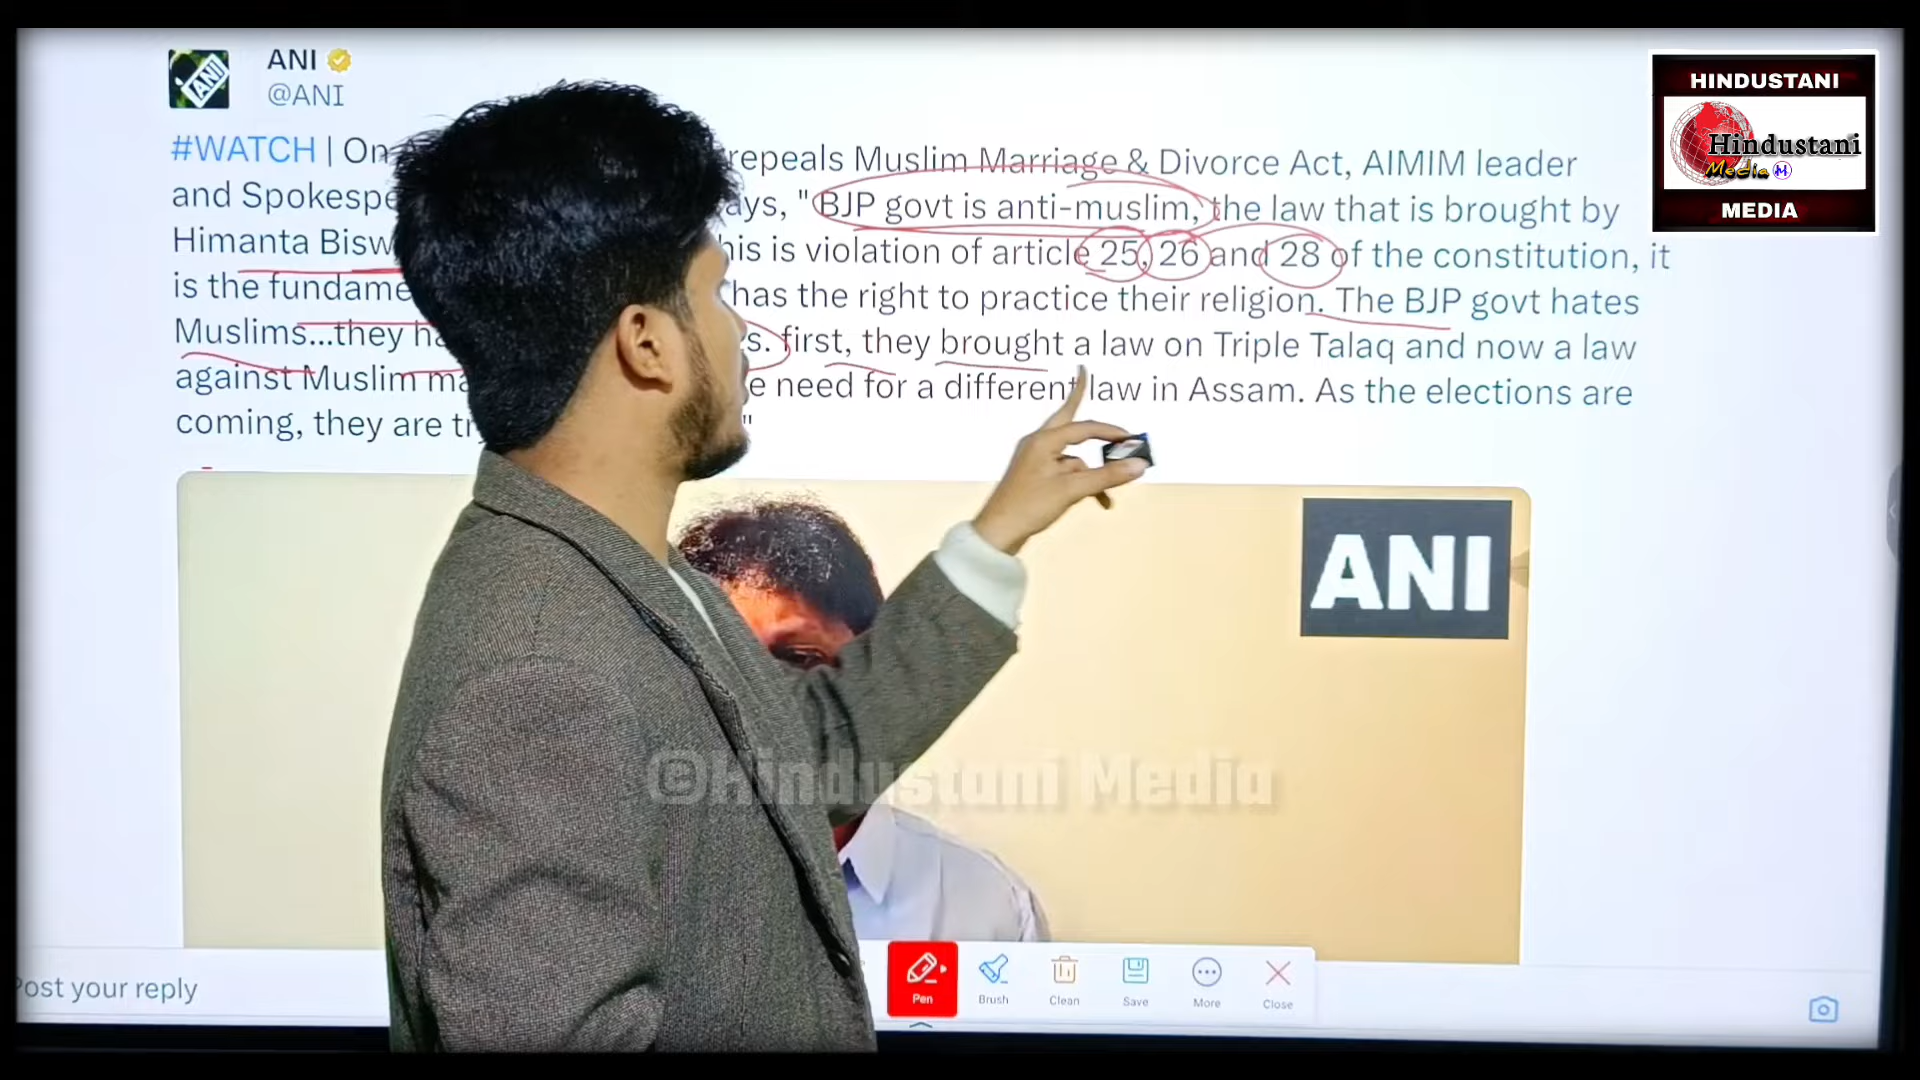 ANI
@ANI
#WATCH | On repeals Muslim Marriage & Divorce Act, AIMIM leader
and ays, "BJP govt is anti-muslim, the law that is brought by
Himanta his is violation of article 25, 26 and 28 of the constitution, it
is the has the right to practice their religion. The BJP govt hates
Muslims...they s. first, they brought a law on Triple Talaq and now a law
against Muslim e need for a different law in Assam. As the elections are
coming, they are "
ANI
HINDUSTANI
Hindustani
Media M
MEDIA
ANI
©Hindustani Media
Post your reply
Pen
Brush
Clean
Save
More
Close